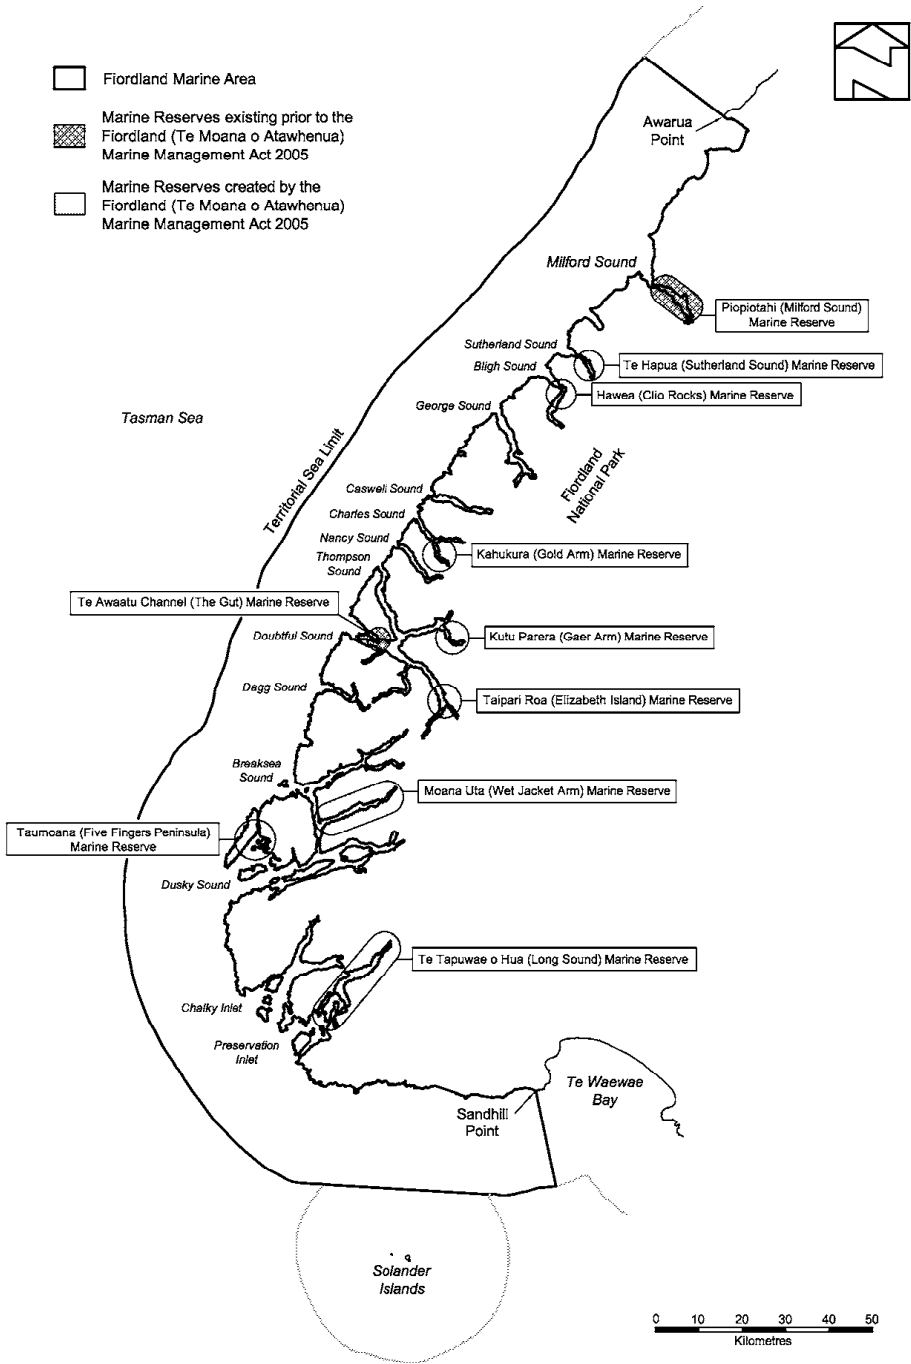 Fiordland Marine Area
Marine Reserves existing prior to the
Fiordland (Te Moana o Atawhenua)
Marine Management Act 2005
Marine Reserves created by the
Fiordland (Te Moana o Atawhenua)
Marine Management Act 2005
Awarua
Point
Milford Sound
Piopiotahi (Milford Sound)
Marine Reserve
Sutherland Sound
Te Hapua (Sutherland Sound) Marine Reserve
Bligh Sound
Hawea (Clio Rocks) Marine Reserve
George Sound
Tasman Sea
Territorial Sea Limit
Fiordland
National Park
Caswell Sound
Charles Sound
Nancy Sound
Thompson
Sound
Kahukura (Gold Arm) Marine Reserve
Te Awaatu Channel (The Gut) Marine Reserve
Doubtful Sound
Kutu Parera (Gaer Arm) Marine Reserve
Dagg Sound
Taipari Roa (Elizabeth Island) Marine Reserve
Breaksea
Sound
Moana Uta (Wet Jacket Arm) Marine Reserve
Taumoana (Five Fingers Peninsula)
Marine Reserve
Dusky Sound
Te Tapuwae o Hua (Long Sound) Marine Reserve
Chalky Inlet
Preservation
Inlet
Te Waewae
Bay
Sandhill
Point
Solander
Islands
0 10 20 30 40 50
Kilometres